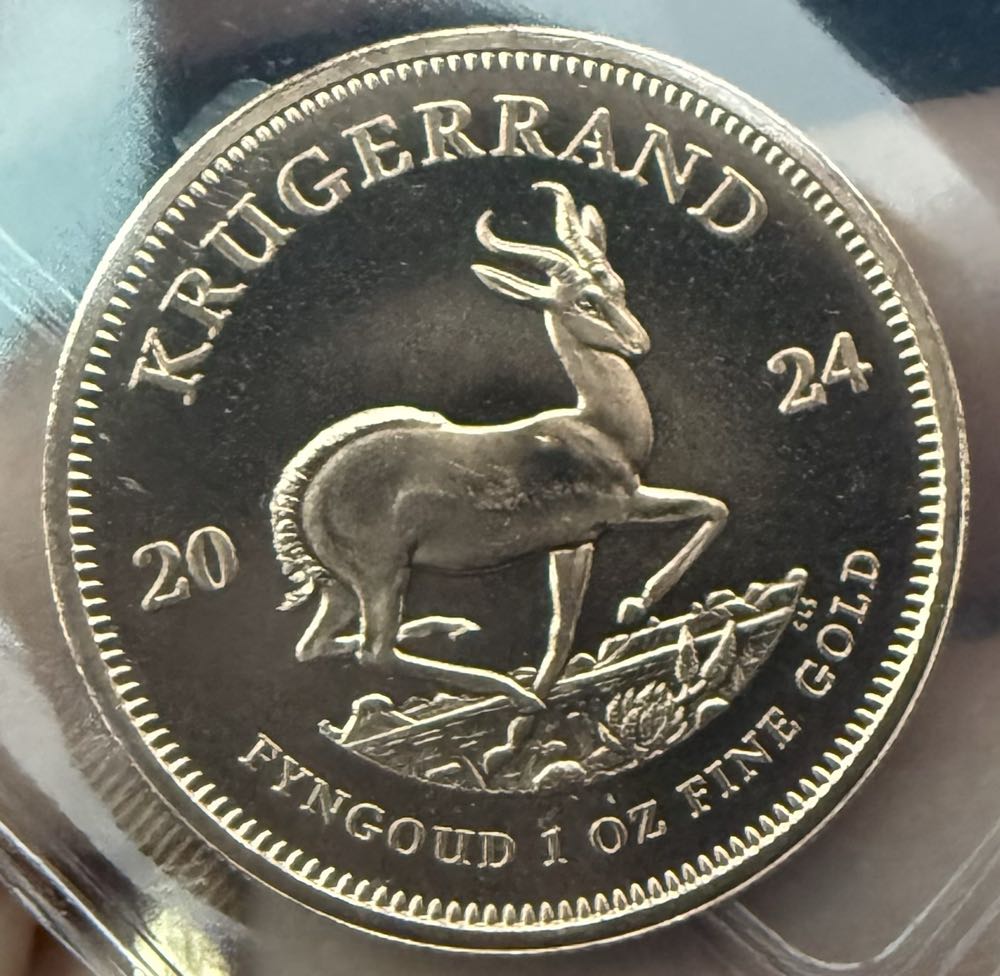 KRUGERRAND
20 24
FYNGOUD 1 OZ FINE GOLD